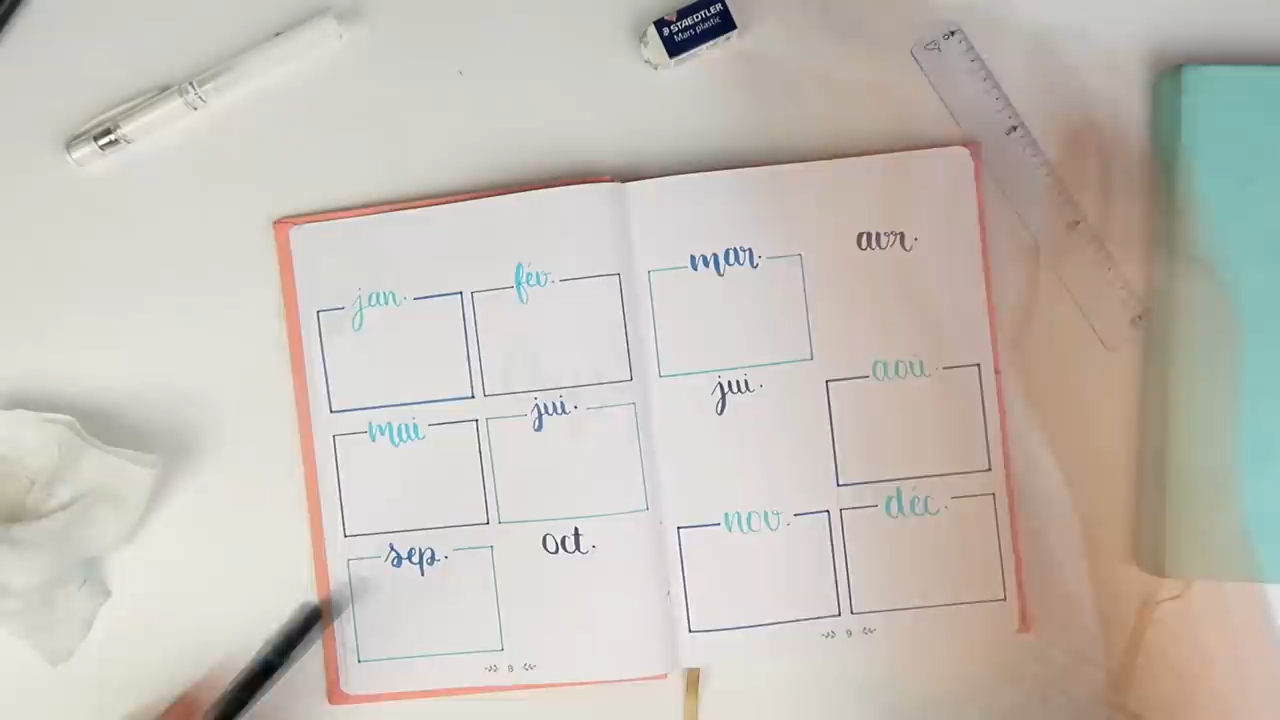 STAEDTLER
Mars plastic
jan.
fév.
mar.
avr.
mai
jui.
jui.
aoû.
sep.
oct.
nov.
déc.
8
9